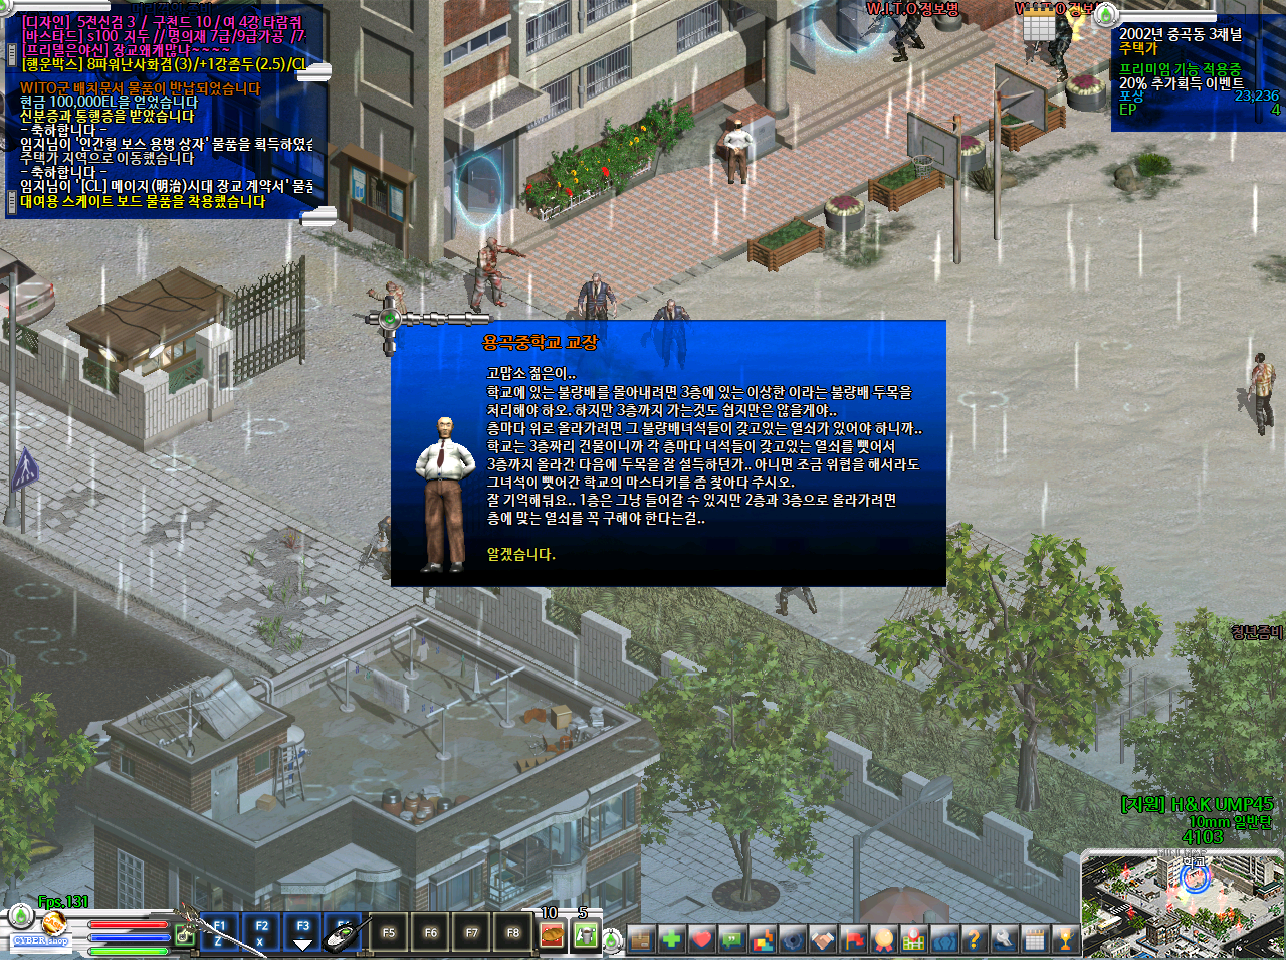 [디자인] 5전신검 3 / 구천드 10 / 여 4강 타람쥐
[바스타드] s100 지두 // 명의재 7급/9급가공 /7
[프리텔은야신] 장교왜케많냐~~~~
[행운박스] 8파워난사화검(3)/+1강좀두(2.5)/CL
WITO군 배치문서 물품이 반납되었습니다
현금 100,000EL을 얻었습니다
신분증과 통행증을 받았습니다
- 축하합니다 -
임지님이 '인간형 보스 용병 상자' 물품을 획득하였습
주택가 지역으로 이동했습니다
- 축하합니다 -
임지님이 '[CL] 메이지(明治)시대 장교 계약서' 물품
대여용 스케이트 보드 물품을 착용했습니다
W.I.T.O 정보병
W.I.T.O 정보
2002년 중곡동 3채널
주택가
프리미엄 기능 적용중
20% 추가획득 이벤트
포상 23,236
EP 4
용곡중학교 교장
고맙소 젊은이..
학교에 있는 불량배를 몰아내려면 3층에 있는 이상한 이라는 불량배 두목을
처리해야 하오. 하지만 3층까지 가는것도 쉽지만은 않을게야..
층마다 위로 올라가려면 그 불량배녀석들이 갖고있는 열쇠가 있어야 하니까..
학교는 3층짜리 건물이니까 각 층마다 녀석들이 갖고있는 열쇠를 뺏어서
3층까지 올라간 다음에 두목을 잘 설득하던가.. 아니면 조금 위협을 해서라도
그녀석이 뺏어간 학교의 마스터키를 좀 찾아다 주시오.
잘 기억해둬요.. 1층은 그냥 들어갈 수 있지만 2층과 3층으로 올라가려면
층에 맞는 열쇠를 꼭 구해야 한다는걸..
알겠습니다.
청년좀비
[지원] H&K UMP45
10mm 일반탄
4103
MINI MAP
학교
Fps.131
CYBER shop
F1 F2 F3 F4 F5 F6 F7 F8
Z X
10 5